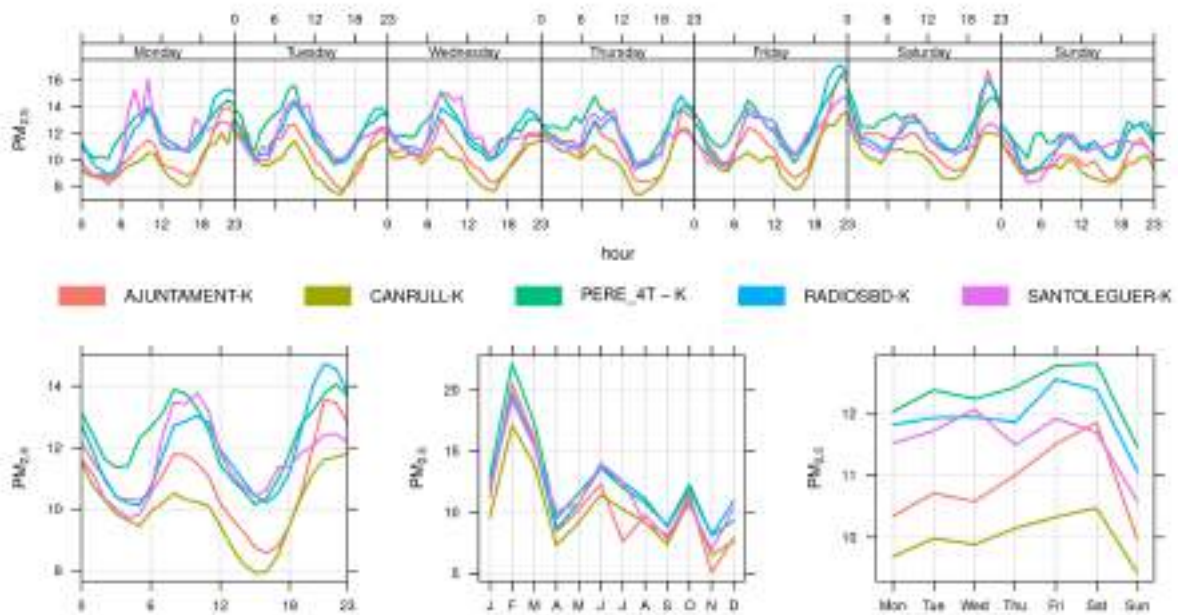 0 6 18 23 0 6 18 23 0 6 18 23
Monday Tuesday Wednesday Thursday Friday Saturday Sunday
16
14
12
10
8
PM2.5
0 6 12 18 23 0 6 12 18 23 0 6 12 18 23 0 6 12 18 23
hour
AJUNTAMENT-K CANRULL-K PERE_4T – K RADIOSBD-K SANTOLEGUER-K
14
12
10
8
PM2.5
0 6 18 23
20
15
10
5
PM2.5
J F M A M J J A S O N D
12
11
10
PM2.5
Mon Tue Wed Thu Fri Sat Sun